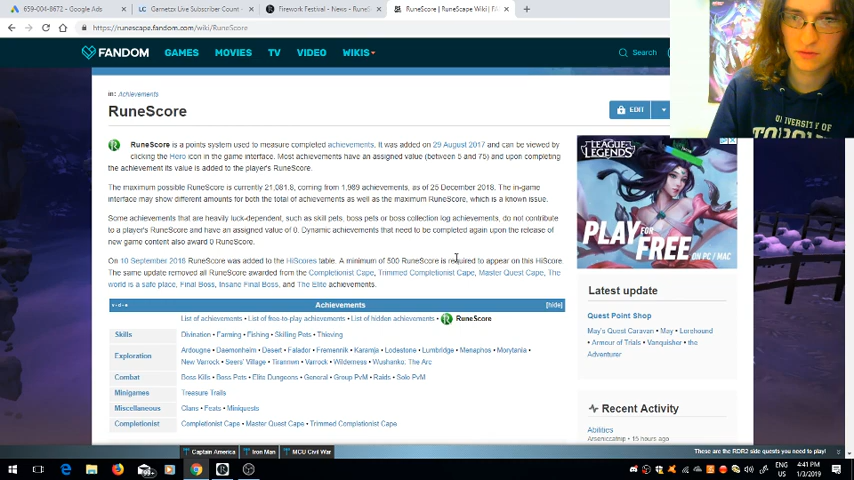 659-004-8672 - Google Ads
Gametzx Live Subscriber Count -
Firework Festival - News - RuneS
RuneScore | RuneScape Wiki | FA
https://runescape.fandom.com/wiki/RuneScore
FANDOM GAMES MOVIES TV VIDEO WIKIS
Search
in: Achievements
RuneScore
EDIT
RuneScore is a points system used to measure completed achievements. It was added on 29 August 2017 and can be viewed by
clicking the Hero icon in the game interface. Most achievements have an assigned value (between 5 and 75) and upon completing
the achievement its value is added to the player's RuneScore.
The maximum possible RuneScore is currently 21,081.8, coming from 1,989 achievements, as of 25 December 2018. The in-game
interface may show different amounts for both the total of achievements as well as the maximum RuneScore, which is a known issue.
Some achievements that are heavily luck-dependent, such as skill pets, boss pets or boss collection log achievements, do not contribute
to a player's RuneScore and have an assigned value of 0. Dynamic achievements that need to be completed again upon the release of
new game content also award 0 RuneScore.
On 10 September 2018 RuneScore was added to the HiScores table. A minimum of 500 RuneScore is required to appear on this HiScore.
The same update removed all RuneScore awarded from the Completionist Cape, Trimmed Completionist Cape, Master Quest Cape, The
world is a safe place, Final Boss, Insane Final Boss, and The Elite achievements.
v·d·e Achievements [hide]
List of achievements • List of free-to-play achievements • List of hidden achievements • RuneScore
Skills Divination • Farming • Fishing • Skilling Pets • Thieving
Exploration Ardougne • Daemonheim • Desert • Falador • Fremennik • Karamja • Lodestone • Lumbridge • Menaphos • Morytania •
New Varrock • Seers' Village • Tirannwn • Varrock • Wilderness • Wushanko: The Arc
Combat Boss Kills • Boss Pets • Elite Dungeons • General • Group PvM • Raids • Solo PvM
Minigames Treasure Trails
Miscellaneous Clans • Feats • Miniquests
Completionist Completionist Cape • Master Quest Cape • Trimmed Completionist Cape
LEAGUE OF LEGENDS
PLAY FOR FREE ON PC / MAC
Latest update
Quest Point Shop
May's Quest Caravan • May • Lorehound
• Armour of Trials • Vanquisher • the
Adventurer
Recent Activity
Abilities
Arseniccatnip • 15 hours ago
Captain America Iron Man MCU Civil War
These are the RDR2 side quests you need to play!
UNIVERSITY OF
ENG
US
4:41 PM
1/3/2019